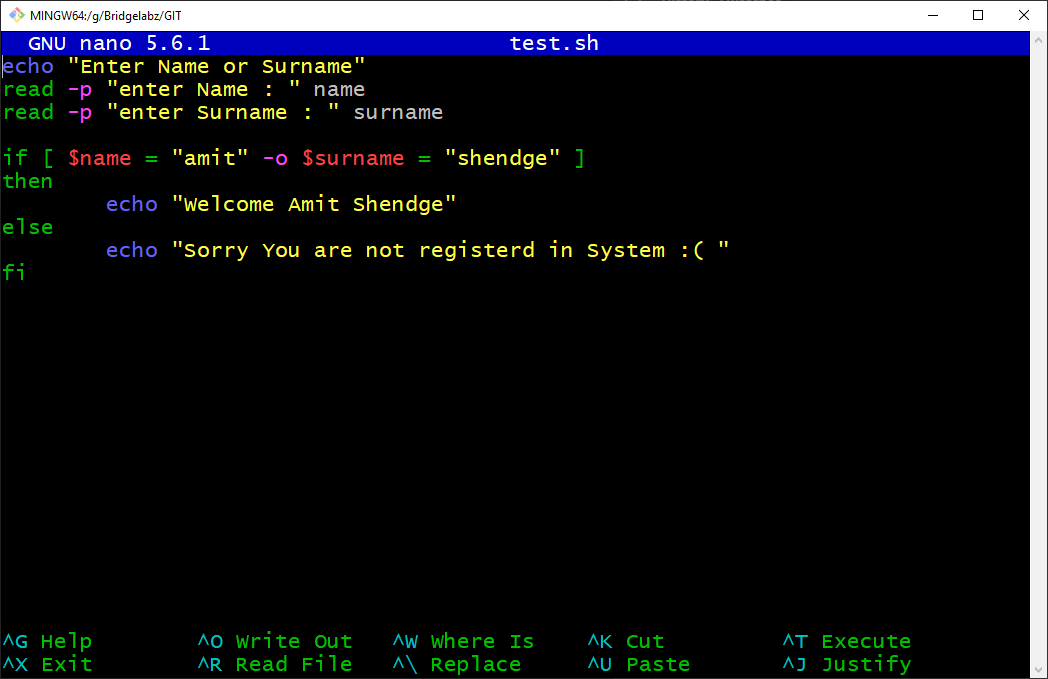 MINGW64:/g/Bridgelabz/GIT
GNU nano 5.6.1 test.sh
echo "Enter Name or Surname"
read -p "enter Name : " name
read -p "enter Surname : " surname
if [ $name = "amit" -o $surname = "shendge" ]
then
echo "Welcome Amit Shendge"
else
echo "Sorry You are not registerd in System :( "
fi
^G Help ^O Write Out ^W Where Is ^K Cut ^T Execute
^X Exit ^R Read File ^\ Replace ^U Paste ^J Justify